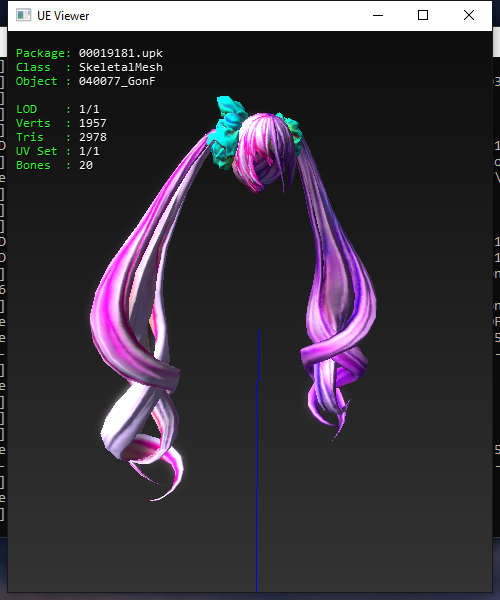 UE Viewer
Package: 00019181.upk
Class : SkeletalMesh
Object : 040077_GonF
LOD : 1/1
Verts : 1957
Tris : 2978
UV Set : 1/1
Bones : 20